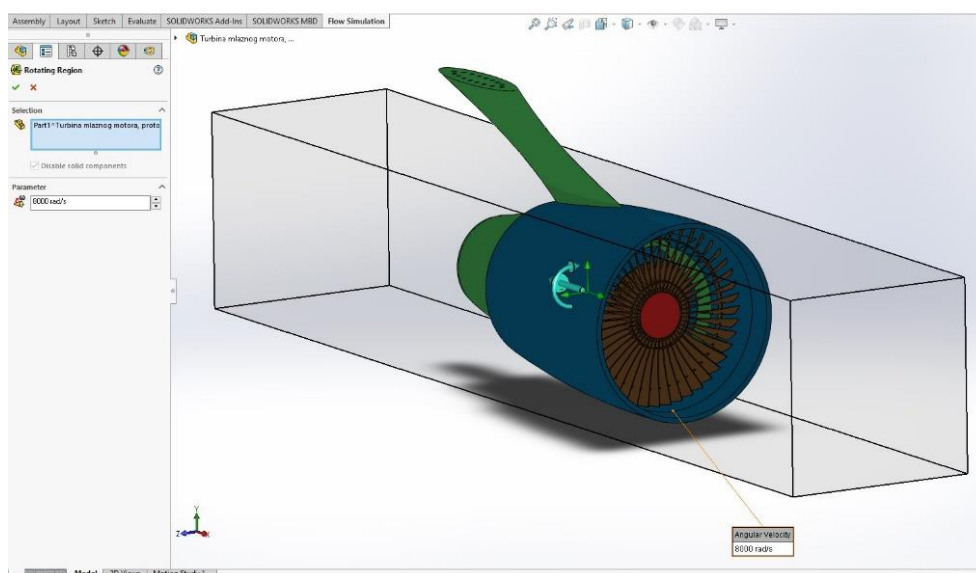 Assembly Layout Sketch Evaluate SOLIDWORKS Add-Ins SOLIDWORKS MBD Flow Simulation
Turbina mlaznog motora, ...
Rotating Region
Selection
Part1^Turbina mlaznog motora, proto
Disable solid components
Parameter
8000 rad/s
Angular Velocity
8000 rad/s
Y
Z
Model 3D Views Motion Study 1